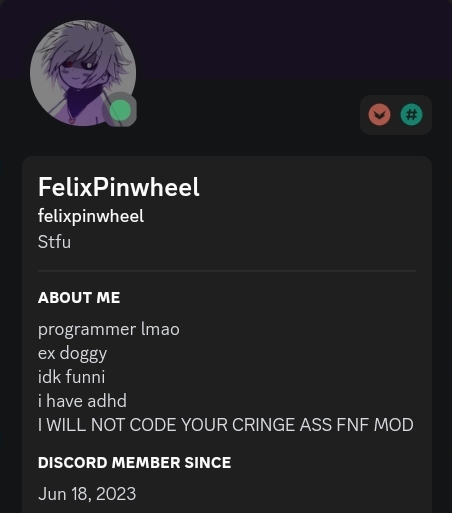 FelixPinwheel
felixpinwheel
Stfu
ABOUT ME
programmer lmao
ex doggy
idk funni
i have adhd
I WILL NOT CODE YOUR CRINGE ASS FNF MOD
DISCORD MEMBER SINCE
Jun 18, 2023